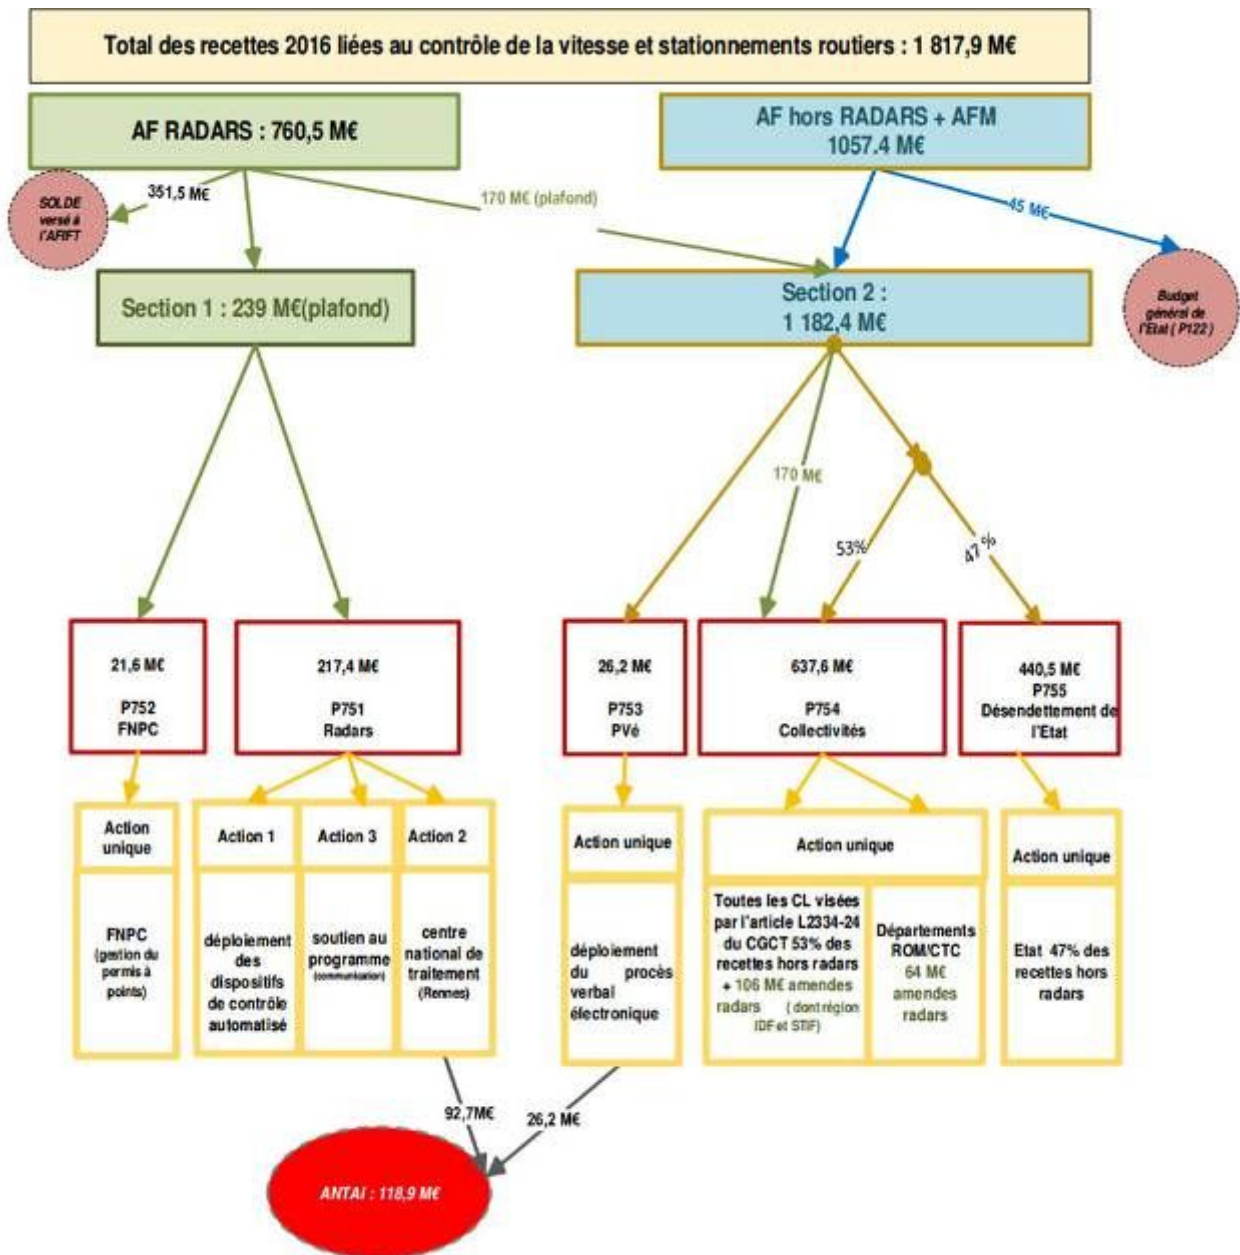 Total des recettes 2016 liées au contrôle de la vitesse et stationnements routiers : 1 817,9 M€
AF RADARS : 760,5 M€
AF hors RADARS + AFM
1057.4 M€
SOLDE
versé à
l'AFIFT
351,5 M€
170 M€ (plafond)
45 M€
Section 1 : 239 M€(plafond)
Section 2 :
1 182,4 M€
Budget
général de
l'Etat ( P122 )
170 M€
53%
47 %
21,6 M€
P752
FNPC
217,4 M€
P751
Radars
26,2 M€
P753
PVé
637,6 M€
P754
Collectivités
440,5 M€
P755
Désendettement de
l'Etat
Action
unique
FNPC
(gestion du
permis à
points)
Action 1
déploiement
des
dispositifs
de contrôle
automatisé
Action 3
soutien au
programme
(communication)
Action 2
centre
national de
traitement
(Rennes)
Action unique
déploiement
du procès
verbal
électronique
Action unique
Toutes les CL visées
par l'article L2334-24
du CGCT 53% des
recettes hors radars
+ 106 M€ amendes
radars ( dont région
IDF et STIF)
Départements
ROM/CTC
64 M€
amendes
radars
Action unique
Etat 47% des
recettes hors
radars
92,7M€
26,2 M€
ANTAI : 118,9 M€